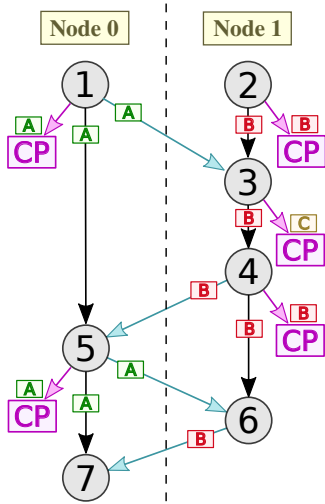 Node 0 Node 1
1 2
A A B B
CP A CP
3
B C
CP
4
B B
B CP
5
A A
CP A
6
B
7